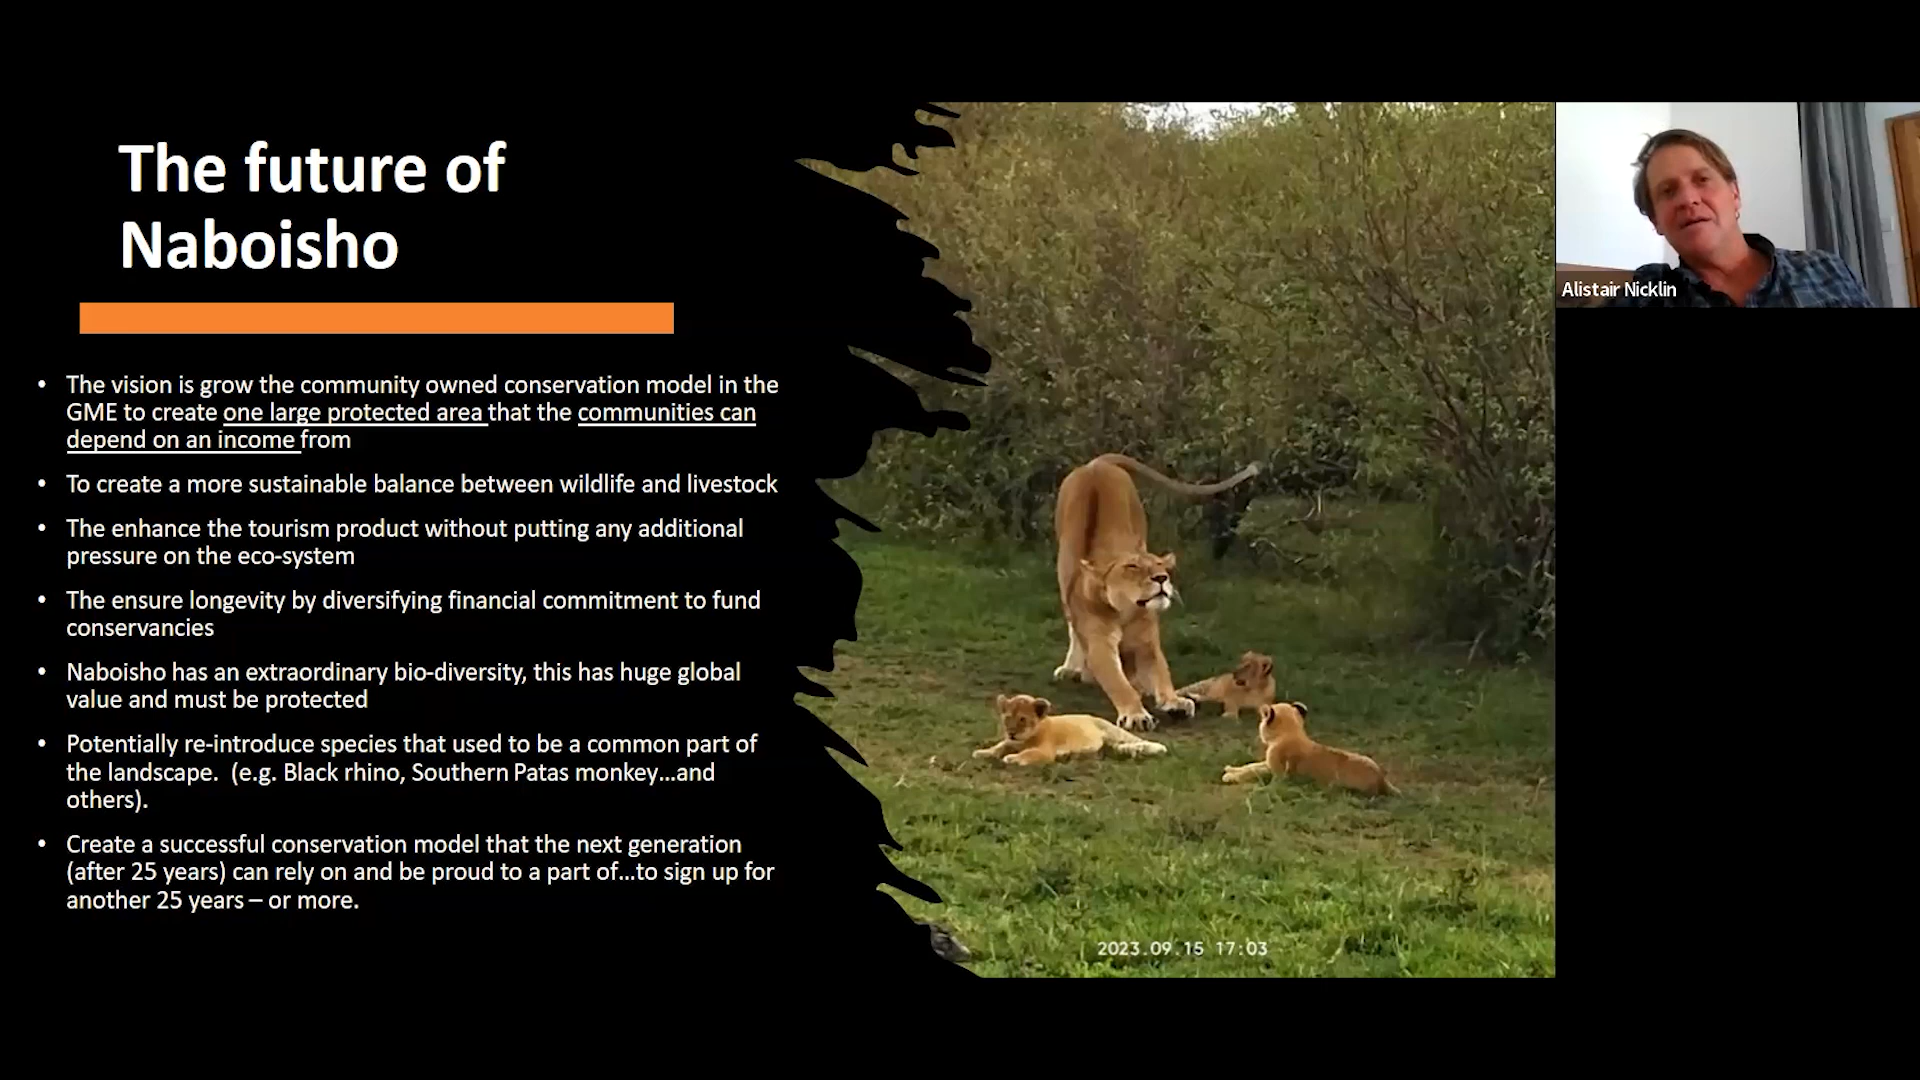 The future of
Naboisho
• The vision is grow the community owned conservation model in the
GME to create one large protected area that the communities can
depend on an income from
• To create a more sustainable balance between wildlife and livestock
• The enhance the tourism product without putting any additional
pressure on the eco-system
• The ensure longevity by diversifying financial commitment to fund
conservancies
• Naboisho has an extraordinary bio-diversity, this has huge global
value and must be protected
• Potentially re-introduce species that used to be a common part of
the landscape.  (e.g. Black rhino, Southern Patas monkey…and
others).
• Create a successful conservation model that the next generation
(after 25 years) can rely on and be proud to a part of…to sign up for
another 25 years – or more.
2023.09.15 17:03
Alistair Nicklin